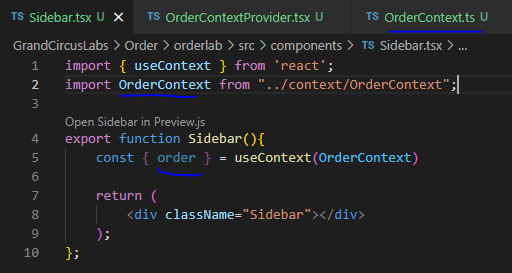 Sidebar.tsx U TS OrderContextProvider.tsx U TS OrderContext.ts U
GrandCircusLabs > Order > orderlab > src > components > TS Sidebar.tsx > ...
1 import { useContext } from 'react';
2 import OrderContext from "../context/OrderContext";
3
Open Sidebar in Preview.js
4 export function Sidebar(){
5 const { order } = useContext(OrderContext)
6
7 return (
8 <div className="Sidebar"></div>
9 );
10 };